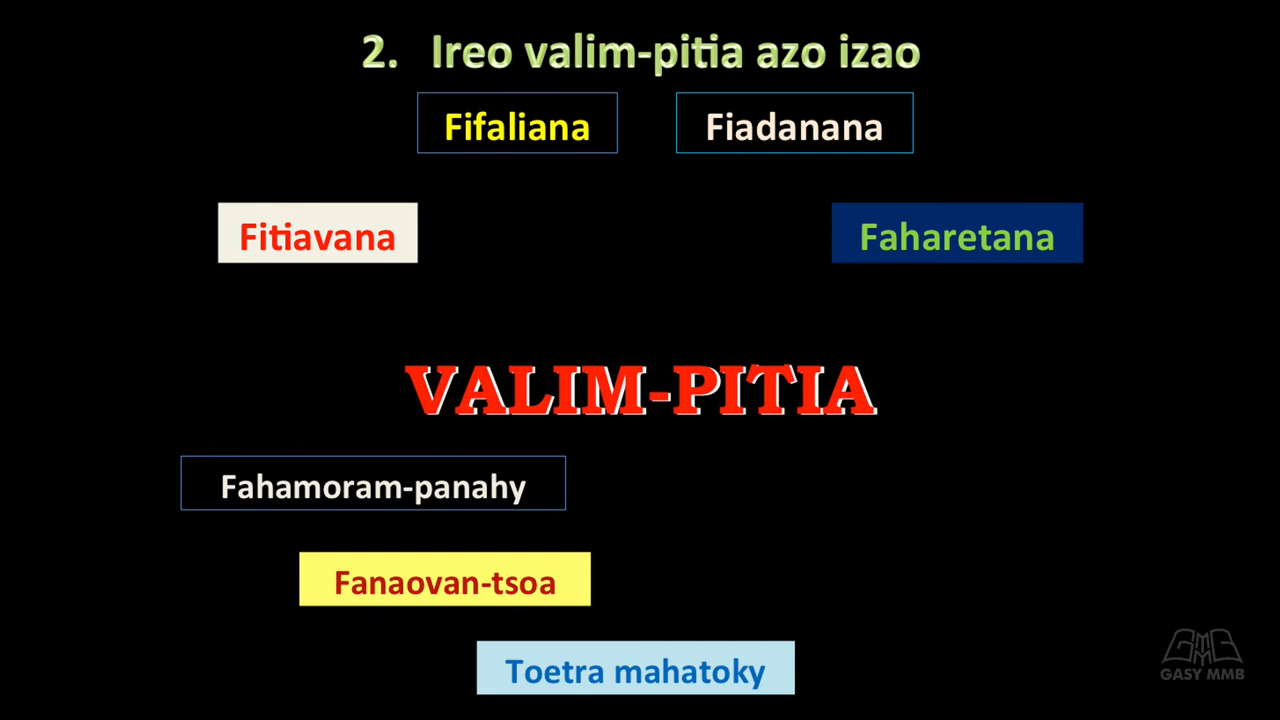 2. Ireo valim-pitia azo izao
Fifaliana
Fiadanana
Fitiavana
Faharetana
VALIM-PITIA
Fahamoram-panahy
Fanaovan-tsoa
Toetra mahatoky
GMMB
GASY MMB